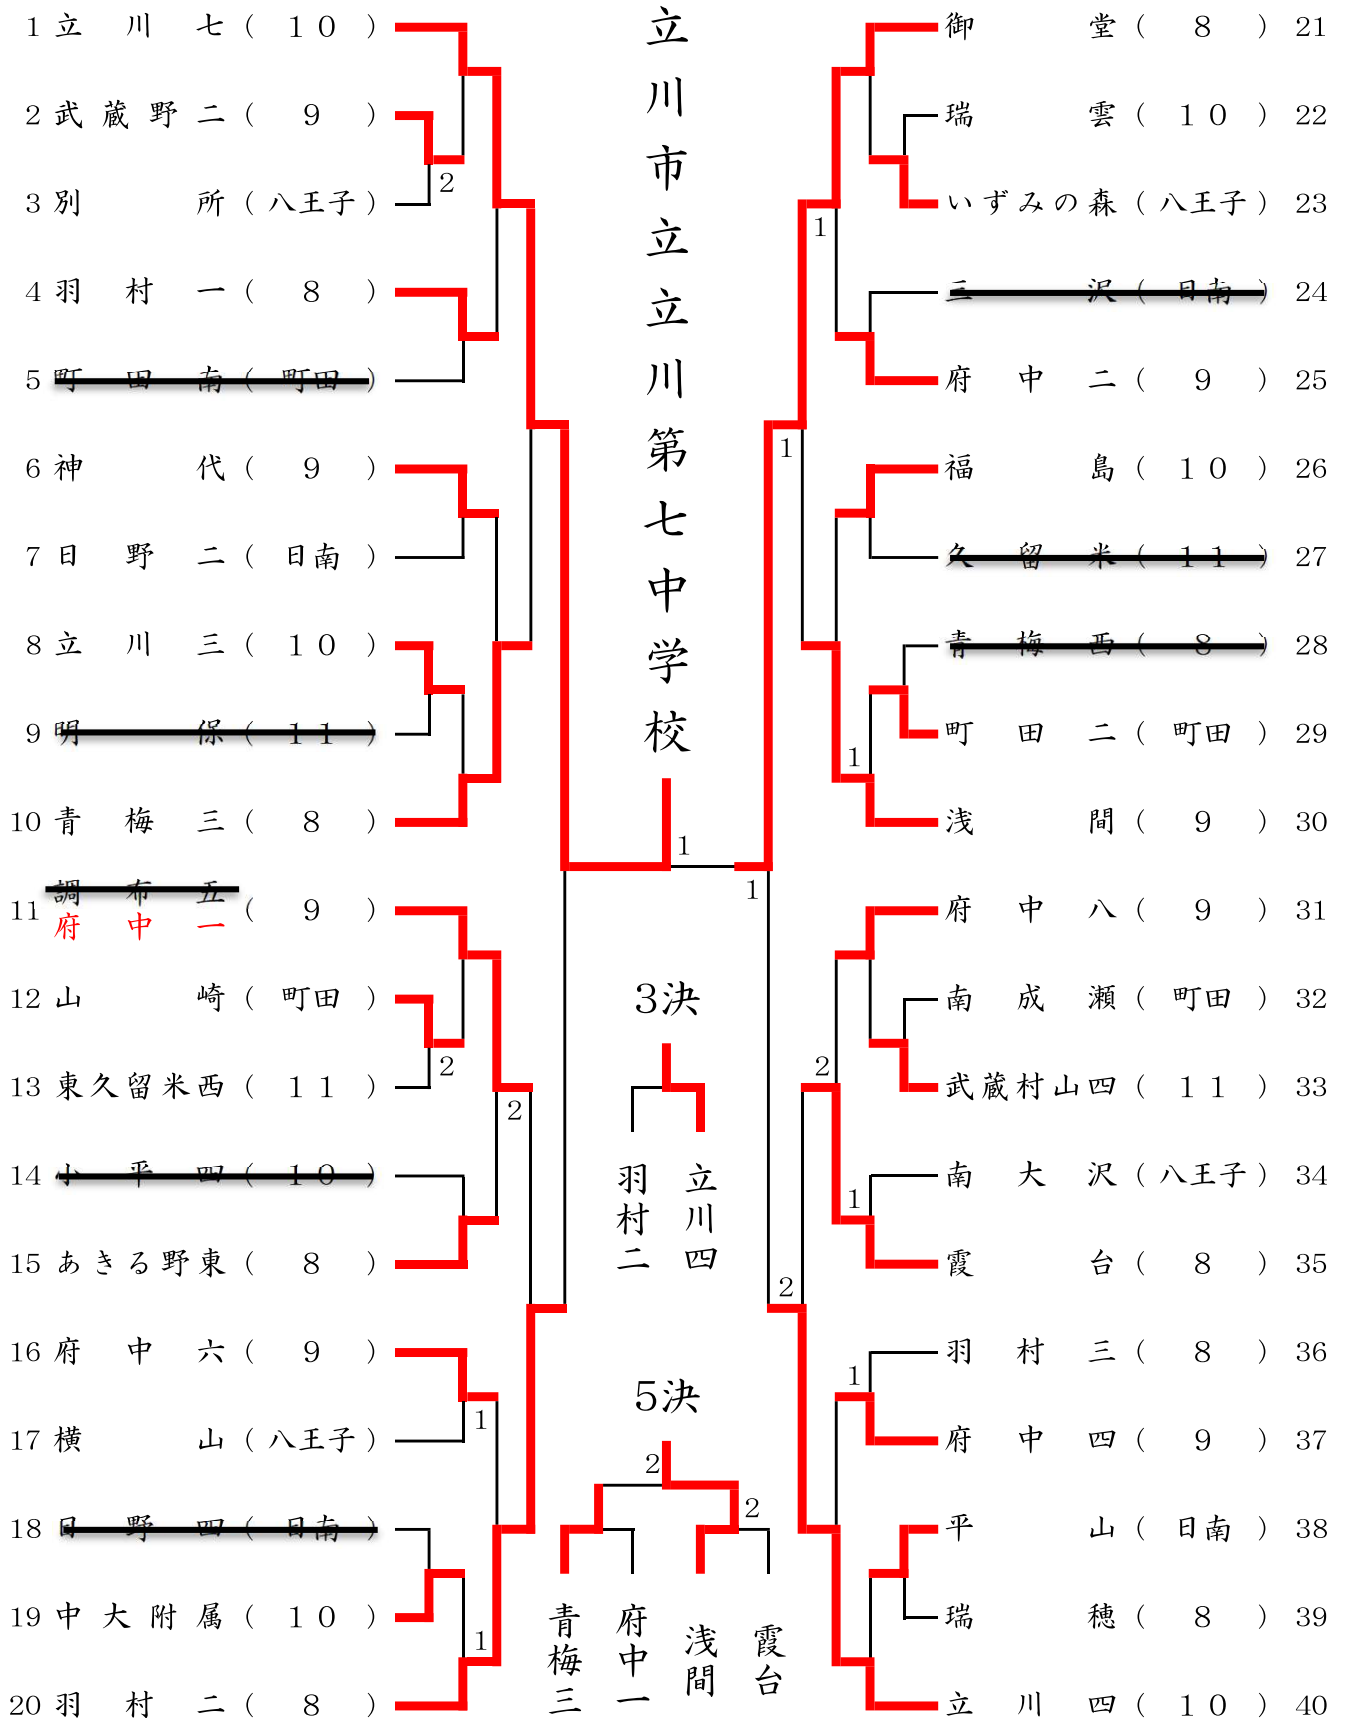 1 立川七(10)
2 武蔵野二(9)
2
3 別所(八王子)
4 羽村一(8)
5 町田南(町田)
6 神代(9)
7 日野二(日南)
8 立川三(10)
9 明保(11)
10 青梅三(8)
調布五
11 府中一(9)
12 山崎(町田)
2
13 東久留米西(11)
2
14 小平四(10)
15 あきる野東(8)
16 府中六(9)
1
17 横山(八王子)
18 日野四(日南)
19 中大附属(10)
1
20 羽村二(8)
立川市立立川第七中学校
1
1
3決
羽村二
立川四
5決
2
2
青梅三
府中一
浅間
霞台
御堂(8) 21
瑞雲(10) 22
いずみの森(八王子) 23
1
三沢(日南) 24
府中二(9) 25
1
福島(10) 26
久留米(11) 27
青梅西(8) 28
町田二(町田) 29
1
浅間(9) 30
府中八(9) 31
南成瀬(町田) 32
2
武蔵村山四(11) 33
南大沢(八王子) 34
1
霞台(8) 35
2
羽村三(8) 36
1
府中四(9) 37
平山(日南) 38
瑞穂(8) 39
立川四(10) 40